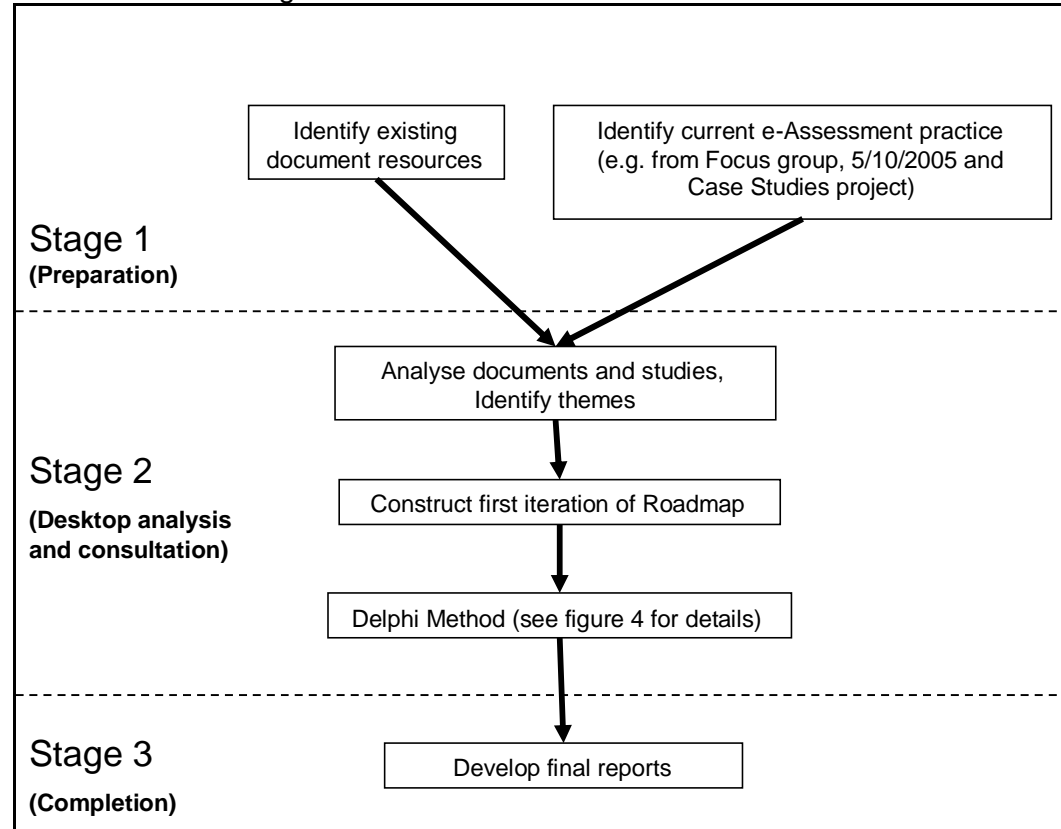 Identify existing
document resources
Identify current e-Assessment practice
(e.g. from Focus group, 5/10/2005 and
Case Studies project)
Stage 1
(Preparation)
Analyse documents and studies,
Identify themes
Stage 2
(Desktop analysis
and consultation)
Construct first iteration of Roadmap
Delphi Method (see figure 4 for details)
Stage 3
(Completion)
Develop final reports